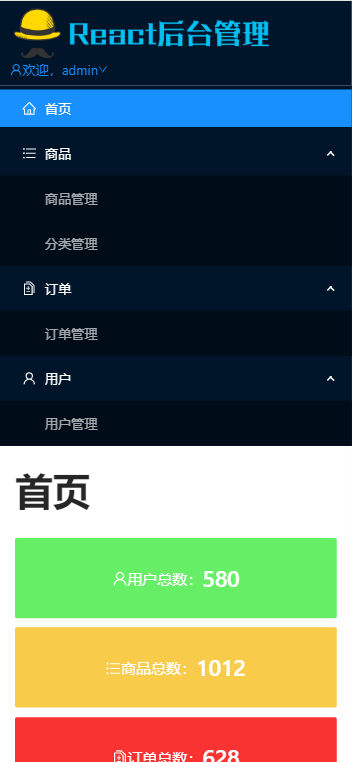 React后台管理
欢迎，admin
首页
商品
商品管理
分类管理
订单
订单管理
用户
用户管理
首页
用户总数：580
商品总数：1012
订单总数：628